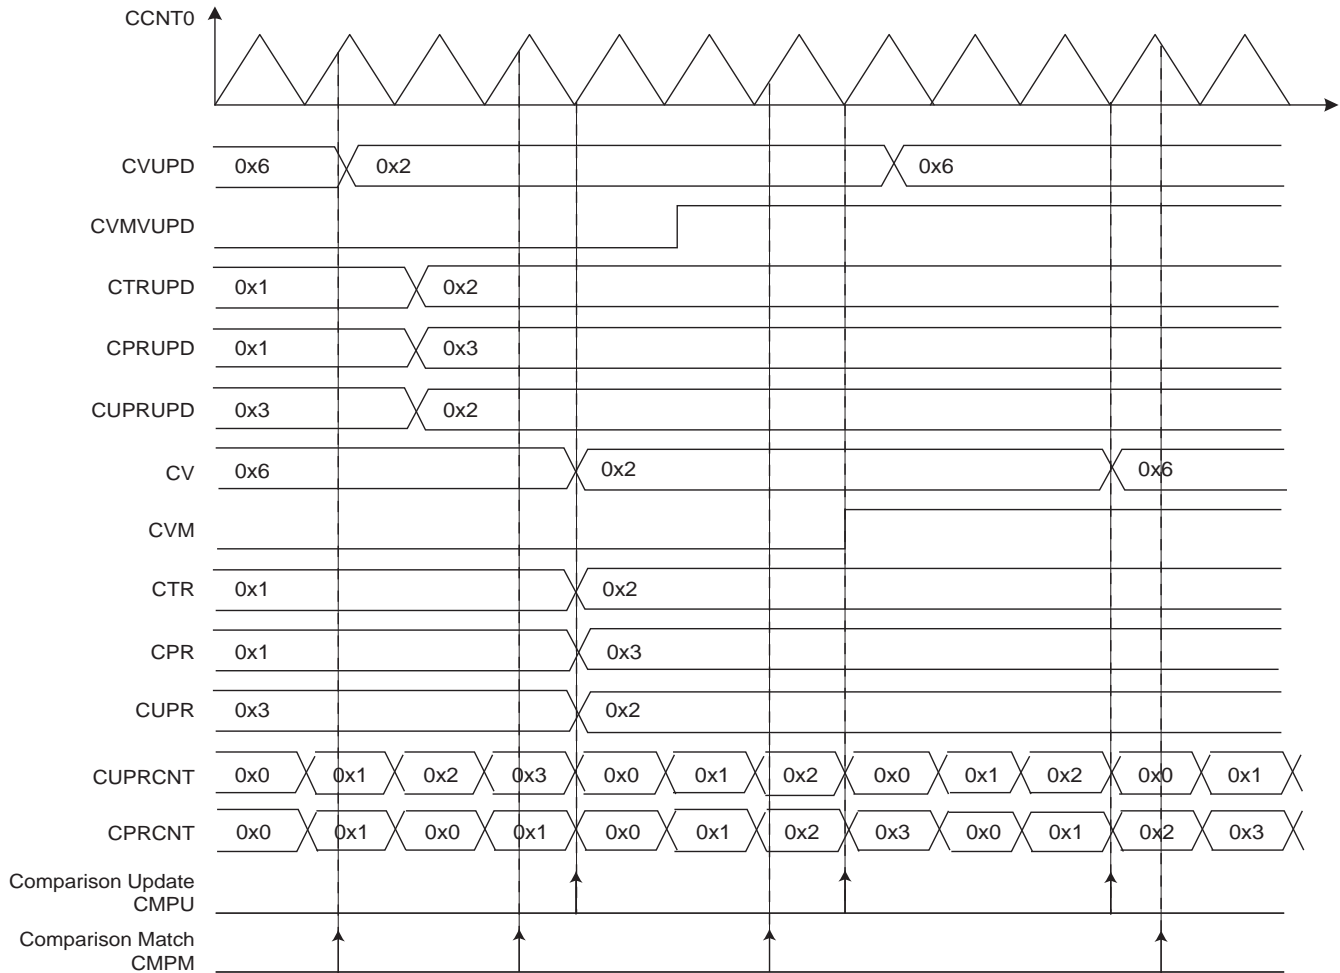 CCNT0
CVUPD 0x6 0x2 0x6
CVMVUPD
CTRUPD 0x1 0x2
CPRUPD 0x1 0x3
CUPRUPD 0x3 0x2
CV 0x6 0x2 0x6
CVM
CTR 0x1 0x2
CPR 0x1 0x3
CUPR 0x3 0x2
CUPRCNT 0x0 0x1 0x2 0x3 0x0 0x1 0x2 0x0 0x1 0x2 0x0 0x1
CPRCNT 0x0 0x1 0x0 0x1 0x0 0x1 0x2 0x3 0x0 0x1 0x2 0x3
Comparison Update
CMPU
Comparison Match
CMPM